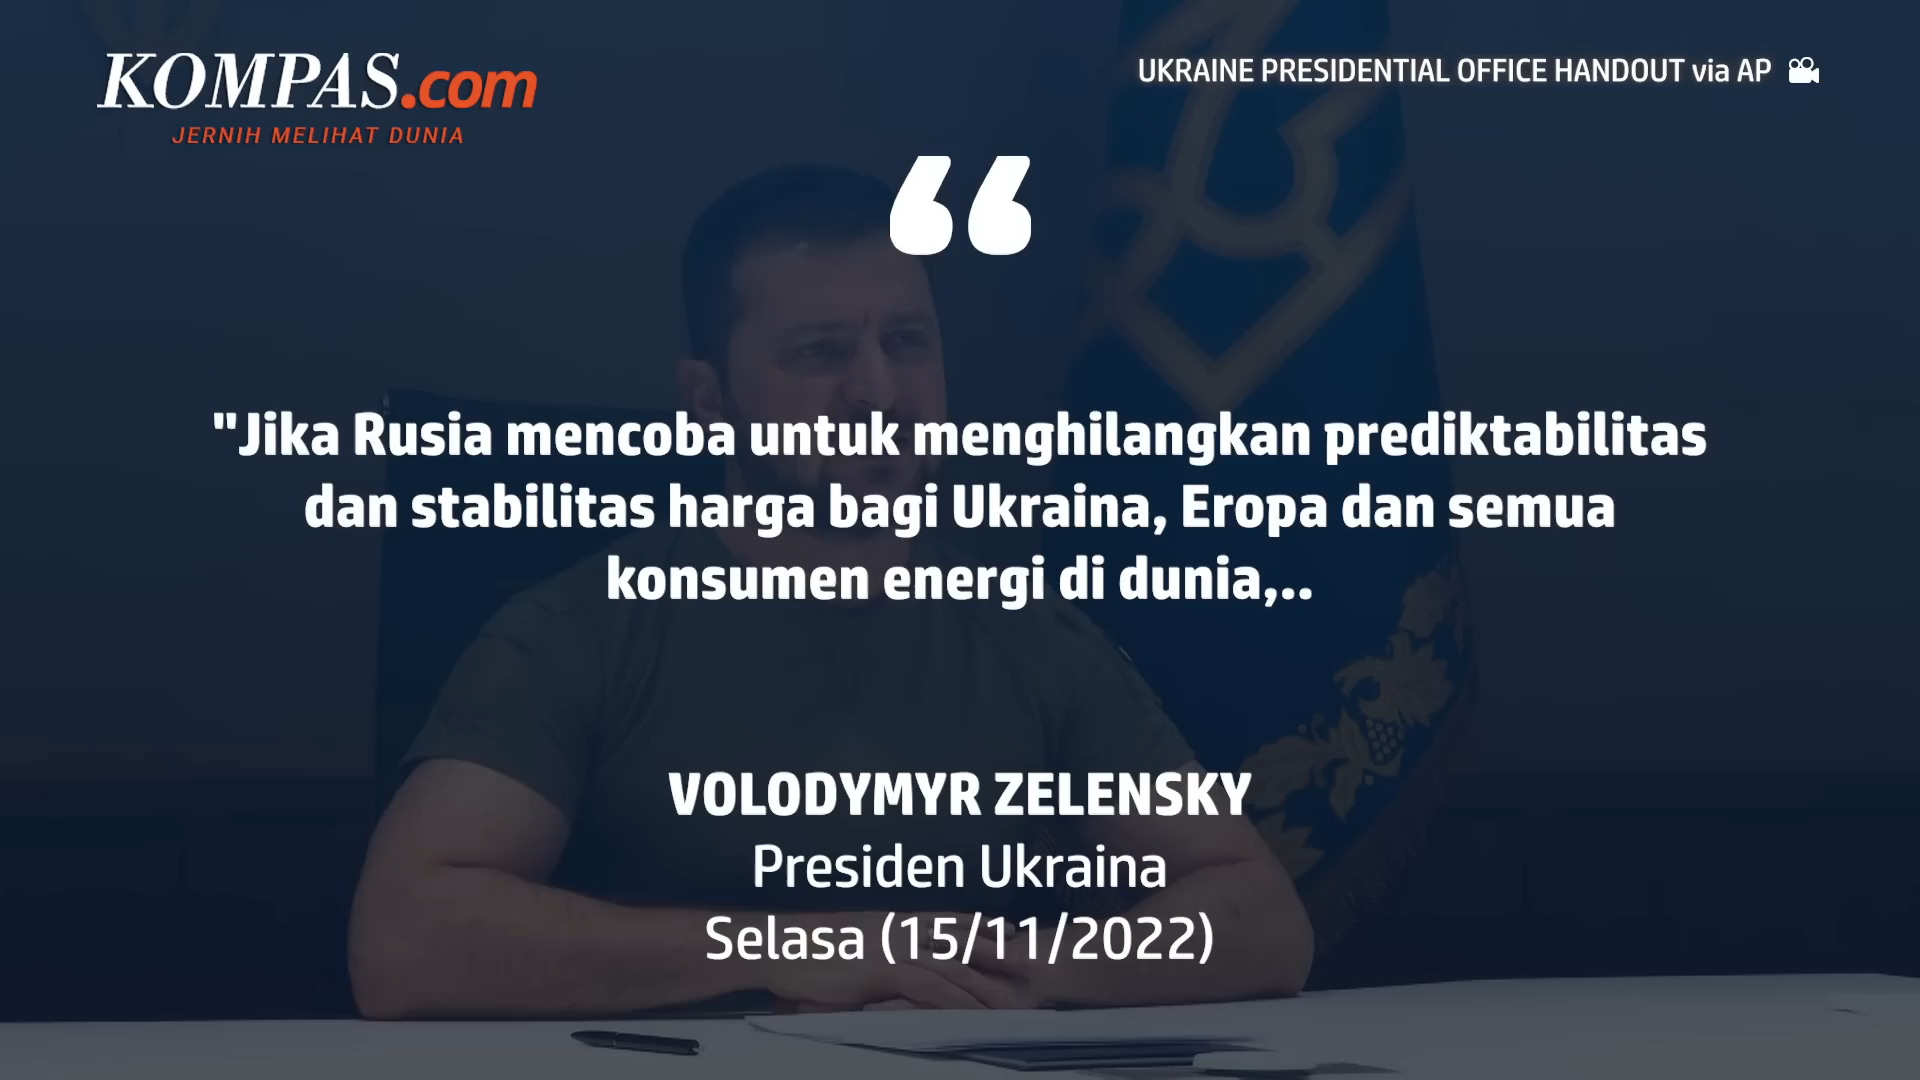 KOMPAS.com
JERNIH MELIHAT DUNIA
UKRAINE PRESIDENTIAL OFFICE HANDOUT via AP
“
"Jika Rusia mencoba untuk menghilangkan prediktabilitas
dan stabilitas harga bagi Ukraina, Eropa dan semua
konsumen energi di dunia,..
VOLODYMYR ZELENSKY
Presiden Ukraina
Selasa (15/11/2022)